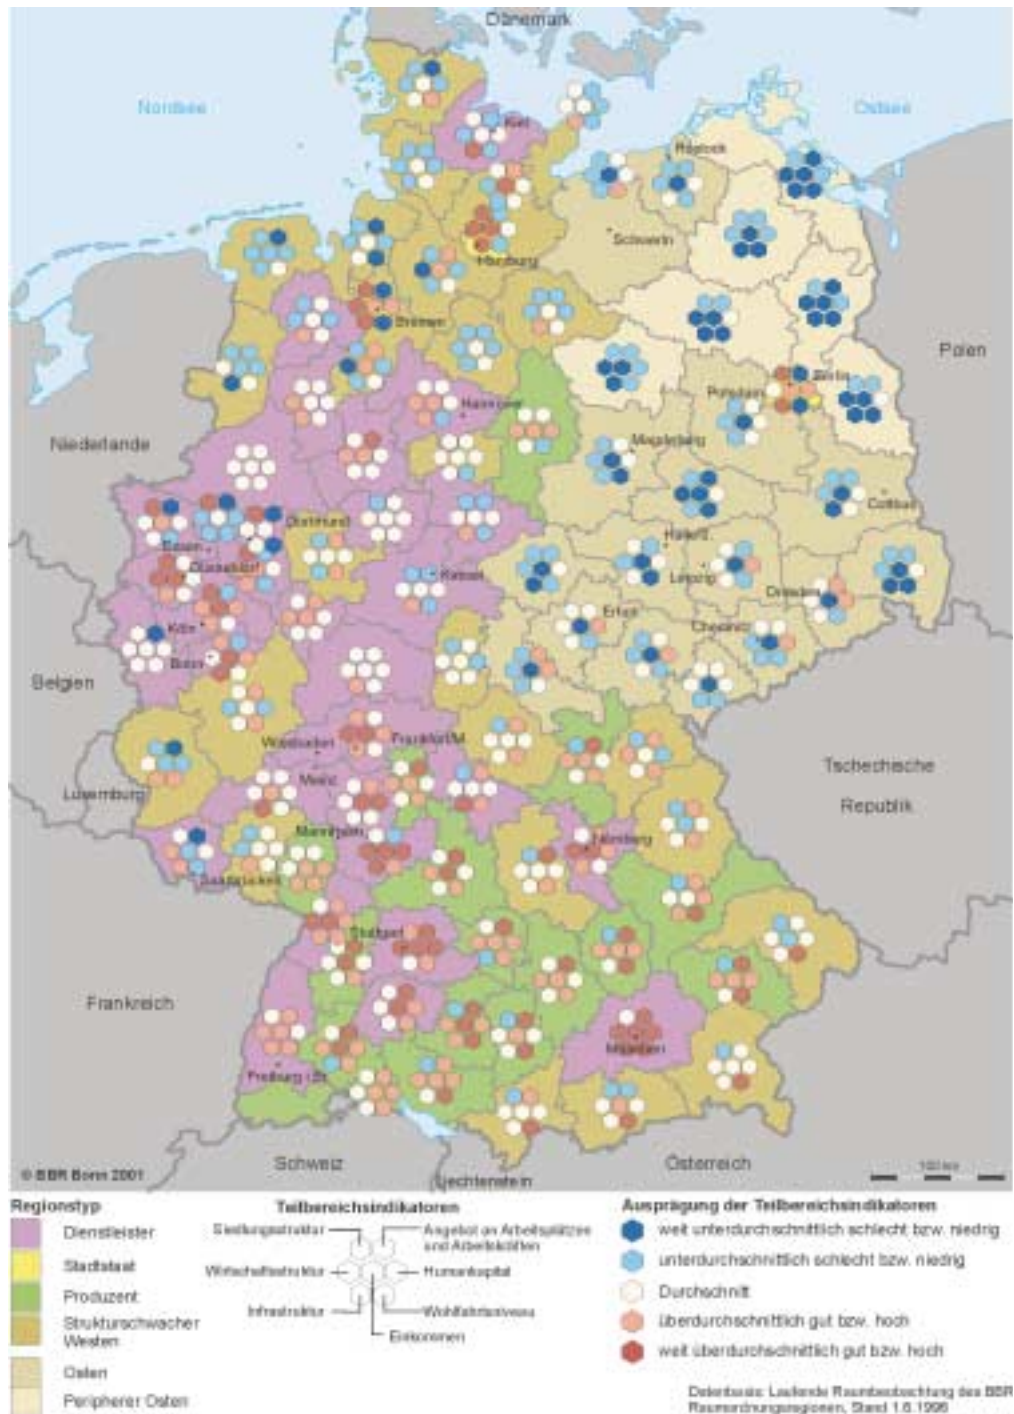 Dänemark
Nordsee
Ostsee
Kiel
Rostock
Schwerin
Hamburg
Bremen
Polen
Berlin
Potsdam
Hannover
Niederlande
Magdeburg
Cottbus
Dortmund
Essen
Düsseldorf
Halle/S.
Leipzig
Kassel
Dresden
Erfurt
Chemnitz
Köln
Bonn
Belgien
Wiesbaden
Frankfurt/M.
Tschechische
Republik
Mainz
Luxemburg
Mannheim
Nürnberg
Saarbrücken
Stuttgart
Frankreich
München
Freiburg i.Br.
Schweiz
Österreich
© BBR Bonn 2001
100 km
Liechtenstein
Regionstyp
Dienstleister
Stadtstaat
Produzent
Strukturschwacher
Westen
Osten
Peripherer Osten
Teilbereichsindikatoren
Siedlungsstruktur
Angebot an Arbeitsplätzen
und Arbeitskräften
Wirtschaftsstruktur
Humankapital
Infrastruktur
Wohlfahrtsniveau
Einkommen
Ausprägung der Teilbereichsindikatoren
weit unterdurchschnittlich schlecht bzw. niedrig
unterdurchschnittlich schlecht bzw. niedrig
Durchschnitt
überdurchschnittlich gut bzw. hoch
weit überdurchschnittlich gut bzw. hoch
Datenbasis: Laufende Raumbeobachtung des BBR
Raumordnungsregionen, Stand 1.6.1996